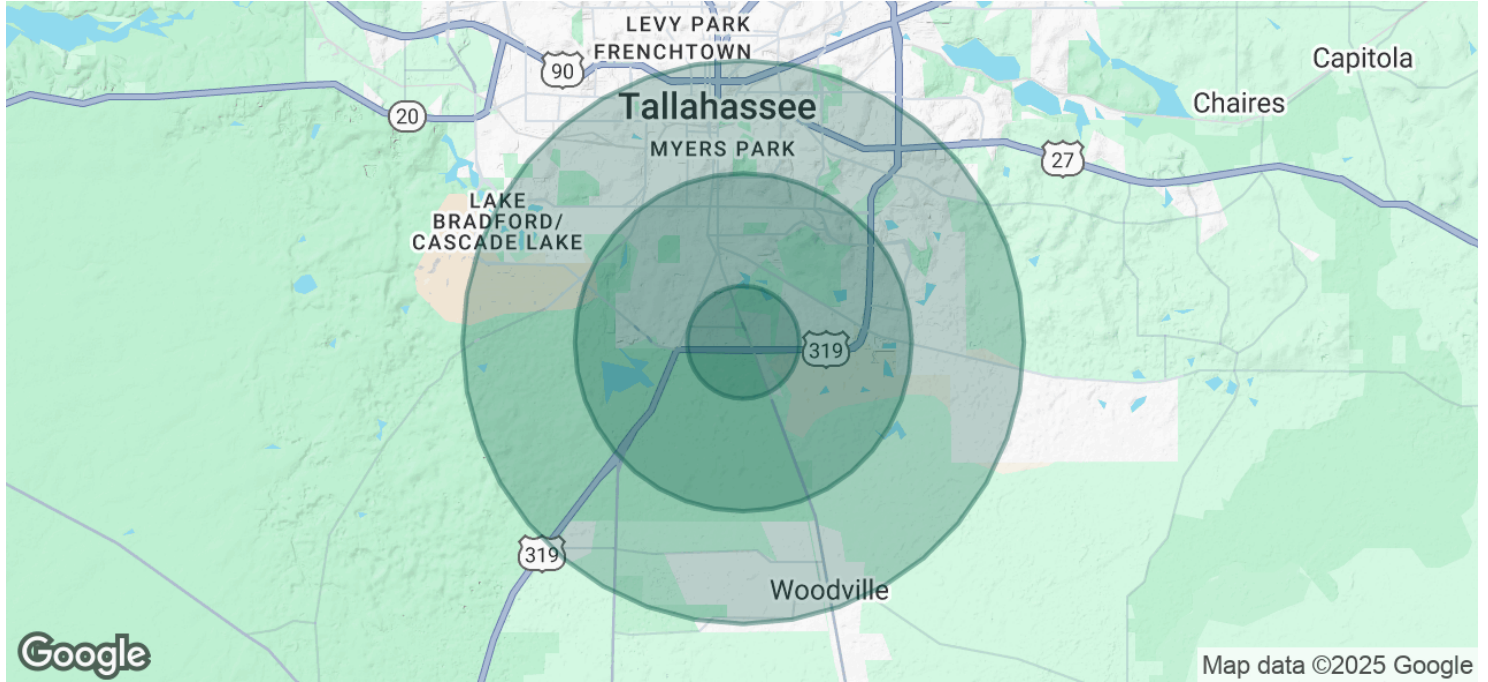 LEVY PARK
FRENCHTOWN
90
Capitola
Tallahassee
Chaires
20
MYERS PARK
27
LAKE
BRADFORD/
CASCADE LAKE
319
319
Woodville
Google
Map data ©2025 Google